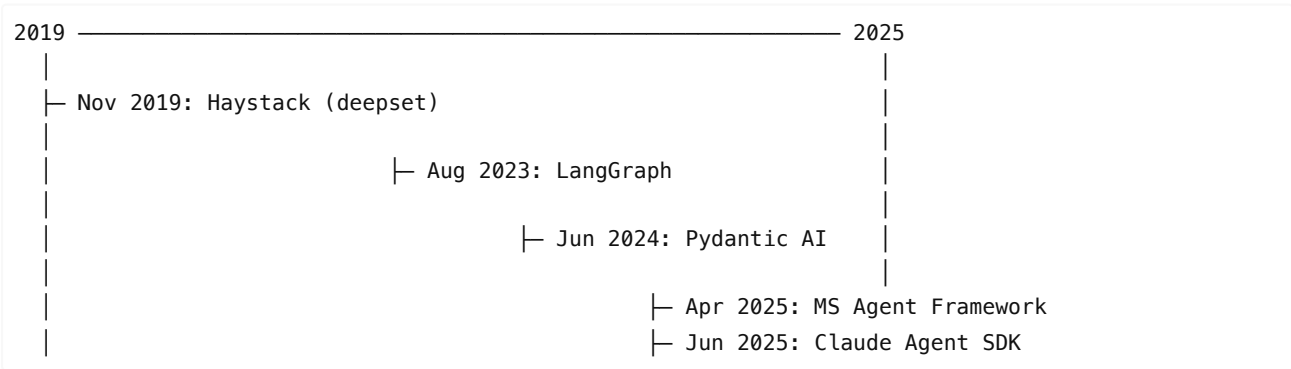 2019 ─────────────────────────────────────────────── 2025
├─ Nov 2019: Haystack (deepset)
├─ Aug 2023: LangGraph
├─ Jun 2024: Pydantic AI
├─ Apr 2025: MS Agent Framework
├─ Jun 2025: Claude Agent SDK